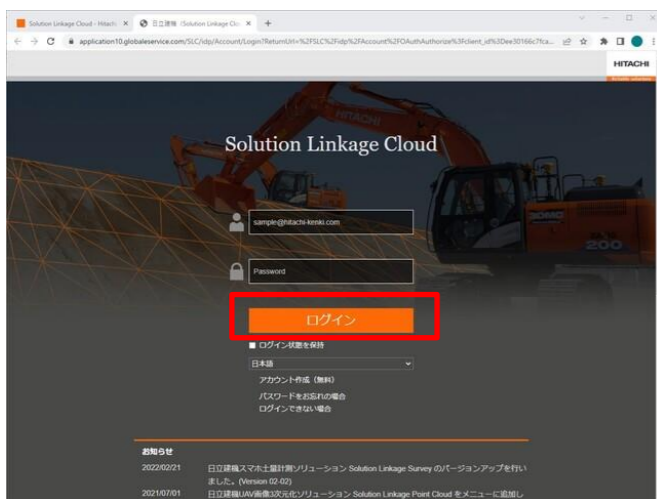 Solution Linkage Cloud - Hitach
日立建機（Solution Linkage Clo
application10.globaleservice.com/SLC/idp/Account/Login?ReturnUrl=%2FSLC%2Fidp%2FAccount%2FOAuthAuthorize%3Fclient_id%3Dee30166c7fca...
HITACHI
HITACHI
Solution Linkage Cloud
200
sample@hitachi-kenki.com
Password
ログイン
ログイン状態を保持
日本語
アカウント作成（無料）
パスワードをお忘れの場合
ログインできない場合
お知らせ
2022/02/21 日立建機スマホ土量計測ソリューション Solution Linkage Survey のバージョンアップを行い
ました。(Version 02-02)
2021/07/01 日立建機UAV画像3次元化ソリューション Solution Linkage Point Cloud をメニューに追加し